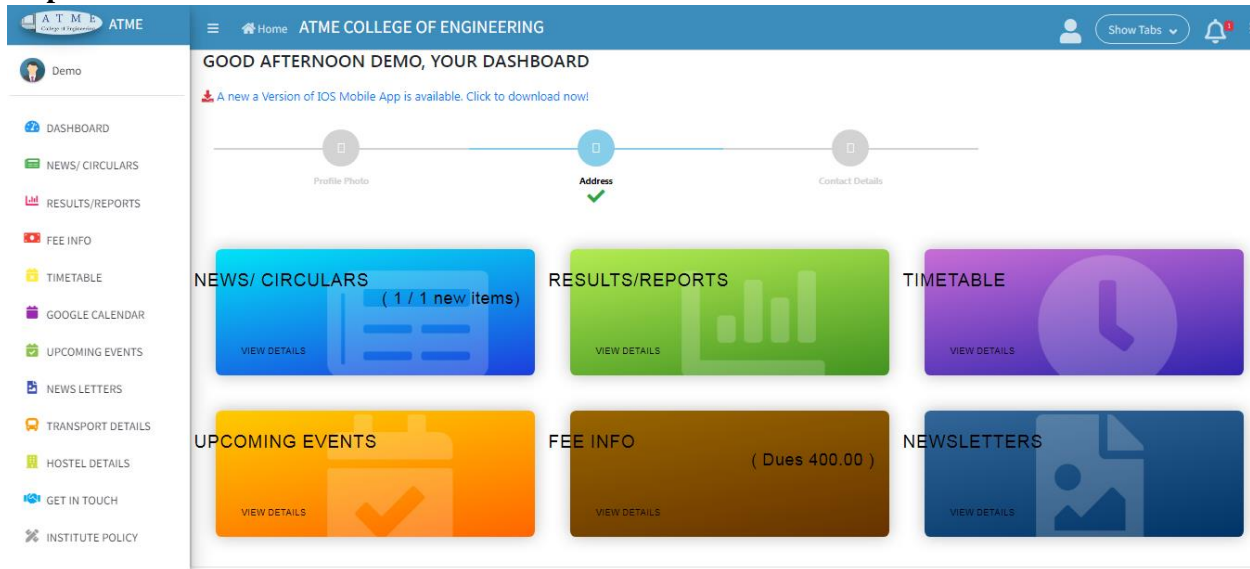 A T M E
College of Engineering
ATME
Home ATME COLLEGE OF ENGINEERING
Show Tabs
Demo
GOOD AFTERNOON DEMO, YOUR DASHBOARD
A new a Version of IOS Mobile App is available. Click to download now!
Profile Photo
Address
Contact Details
DASHBOARD
NEWS/ CIRCULARS
RESULTS/REPORTS
FEE INFO
TIMETABLE
GOOGLE CALENDAR
UPCOMING EVENTS
NEWS LETTERS
TRANSPORT DETAILS
HOSTEL DETAILS
GET IN TOUCH
INSTITUTE POLICY
NEWS/ CIRCULARS
( 1 / 1 new items)
VIEW DETAILS
RESULTS/REPORTS
VIEW DETAILS
TIMETABLE
VIEW DETAILS
UPCOMING EVENTS
VIEW DETAILS
FEE INFO
( Dues 400.00 )
VIEW DETAILS
NEWSLETTERS
VIEW DETAILS